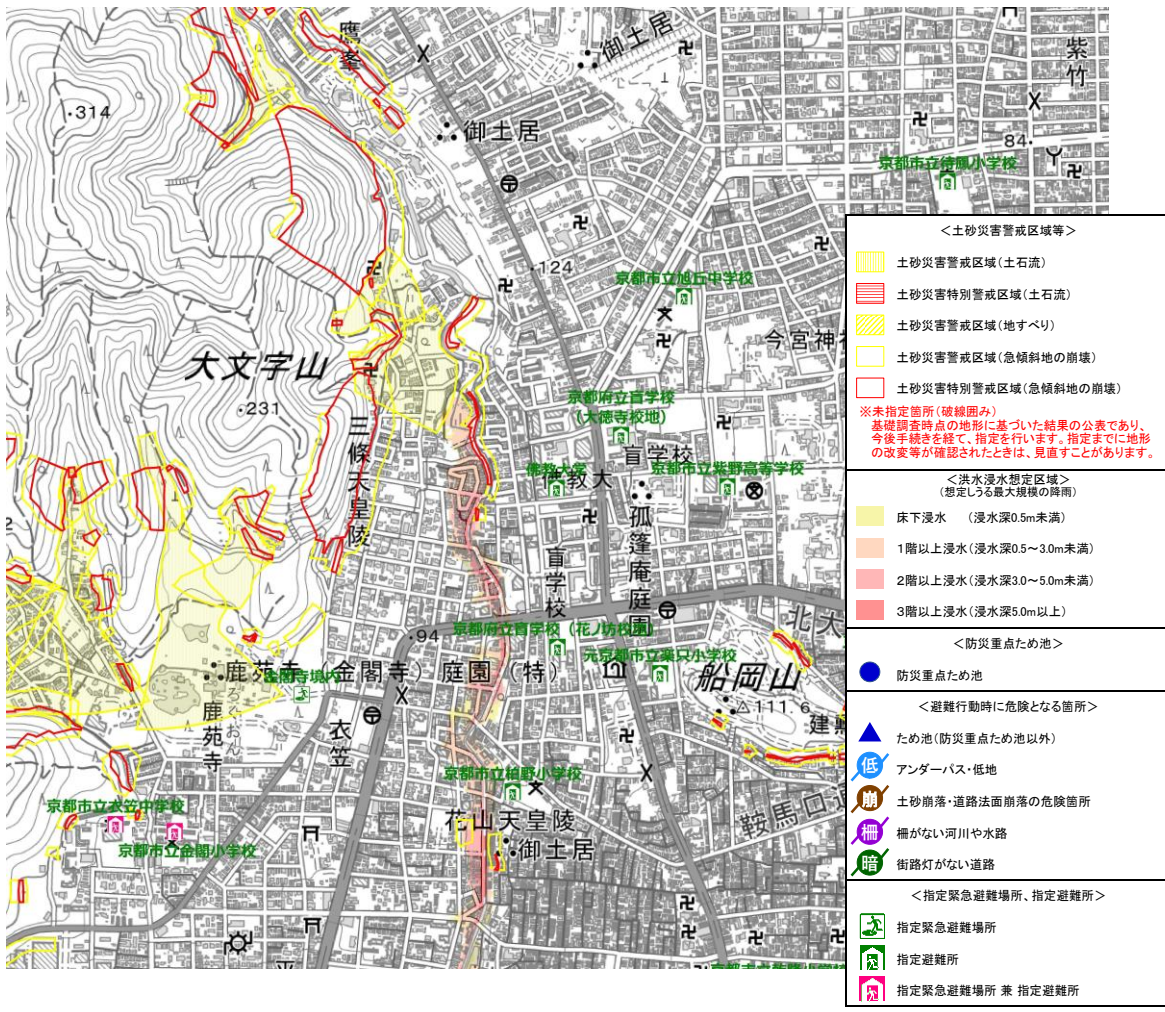 鷹峯
御土居
紫竹
・314
84・
御土居
京都市立待鳳小学校
・124
京都市立旭丘中学校
今宮神
大文字山
・231
三條天皇陵
京都府立盲学校
(大徳寺校地)
盲学校
佛教大学
佛教大
京都市立紫野高等学校
孤篷庵庭園
盲学校
・94
京都府立盲学校(花ノ坊校地)
北大
元京都市立楽只小学校
鹿苑寺(金閣寺)庭園(特)
金閣寺境内
船岡山
△111.6
建勲
鹿苑寺
ろくおん
衣笠
京都市立柏野小学校
花山天皇陵
御土居
鞍馬口通
京都市立衣笠中学校
京都市立金閣小学校
<土砂災害警戒区域等>
土砂災害警戒区域(土石流)
土砂災害特別警戒区域(土石流)
土砂災害警戒区域(地すべり)
土砂災害警戒区域(急傾斜地の崩壊)
土砂災害特別警戒区域(急傾斜地の崩壊)
※未指定箇所(破線囲み)
基礎調査時点の地形に基づいた結果の公表であり、
今後手続きを経て、指定を行います。指定までに地形
の改変等が確認されたときは、見直すことがあります。
<洪水浸水想定区域>
(想定しうる最大規模の降雨)
床下浸水 (浸水深0.5m未満)
1階以上浸水(浸水深0.5~3.0m未満)
2階以上浸水(浸水深3.0~5.0m未満)
3階以上浸水(浸水深5.0m以上)
<防災重点ため池>
防災重点ため池
<避難行動時に危険となる箇所>
ため池(防災重点ため池以外)
低 アンダーパス・低地
崩 土砂崩落・道路法面崩落の危険箇所
柵 柵がない河川や水路
暗 街路灯がない道路
<指定緊急避難場所、指定避難所>
指定緊急避難場所
指定避難所
指定緊急避難場所 兼 指定避難所